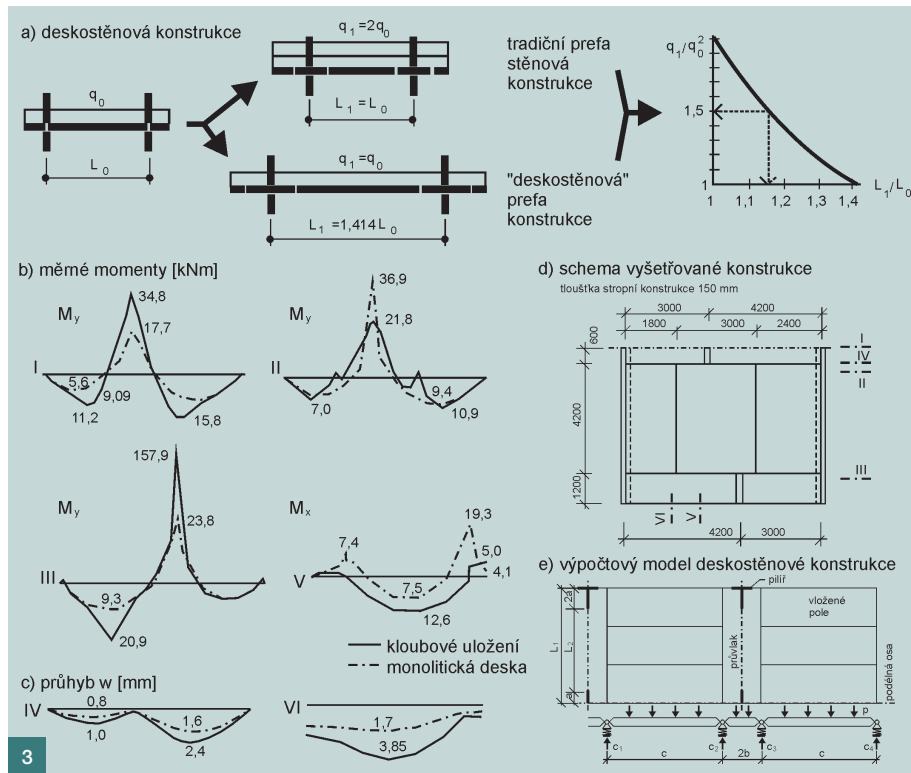 a) deskostěnová konstrukce
q₀
L₀
q₁=2q₀
L₁ = L₀
q₁=q₀
L₁ =1,414L₀
tradiční prefa
stěnová
konstrukce
"deskostěnová"
prefa
konstrukce
q₁/q₀
2
1,5
1
1 1,1 1,2 1,3 1,4
L₁/L₀
b) měrné momenty [kNm]
My
34,8
17,7
I
5,6
9,09
11,2
15,8
My
36,9
21,8
II
7,0
9,4
10,9
My
157,9
23,8
III
9,3
20,9
Mx
7,4
19,3
5,0
4,1
V
7,5
12,6
kloubové uložení
monolitická deska
c) průhyb w [mm]
IV
0,8
1,0
1,6
2,4
VI
1,7
3,85
d) schema vyšetřované konstrukce
tloušťka stropní konstrukce 150 mm
3000 4200
1800 3000 2400
600
4200
1200
I
IV
II
III
VI
V
4200 3000
e) výpočtový model deskostěnové konstrukce
pilíř
vložené
pole
průvlak
podélná osa
L₁
L₂
2a
a
p
c₁ c₂ c₃ c₄
c 2b c
3